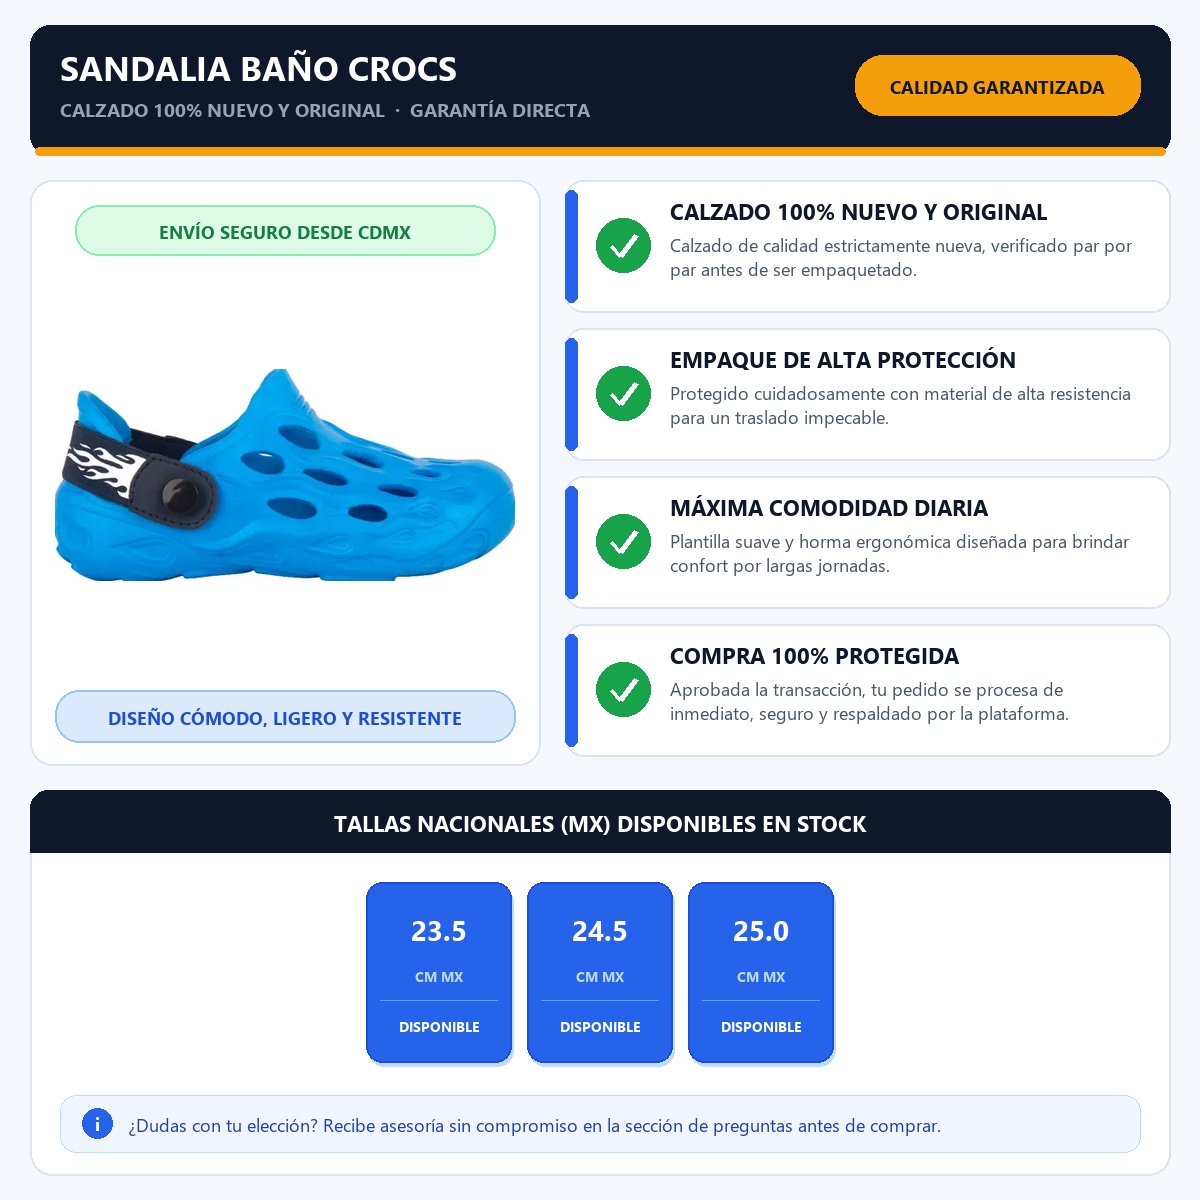 SANDALIA BAÑO CROCS
CALZADO 100% NUEVO Y ORIGINAL · GARANTÍA DIRECTA
CALIDAD GARANTIZADA
ENVÍO SEGURO DESDE CDMX
DISEÑO CÓMODO, LIGERO Y RESISTENTE
CALZADO 100% NUEVO Y ORIGINAL
Calzado de calidad estrictamente nueva, verificado par por
par antes de ser empaquetado.
EMPAQUE DE ALTA PROTECCIÓN
Protegido cuidadosamente con material de alta resistencia
para un traslado impecable.
MÁXIMA COMODIDAD DIARIA
Plantilla suave y horma ergonómica diseñada para brindar
confort por largas jornadas.
COMPRA 100% PROTEGIDA
Aprobada la transacción, tu pedido se procesa de
inmediato, seguro y respaldado por la plataforma.
TALLAS NACIONALES (MX) DISPONIBLES EN STOCK
23.5
CM MX
DISPONIBLE
24.5
CM MX
DISPONIBLE
25.0
CM MX
DISPONIBLE
¿Dudas con tu elección? Recibe asesoría sin compromiso en la sección de preguntas antes de comprar.